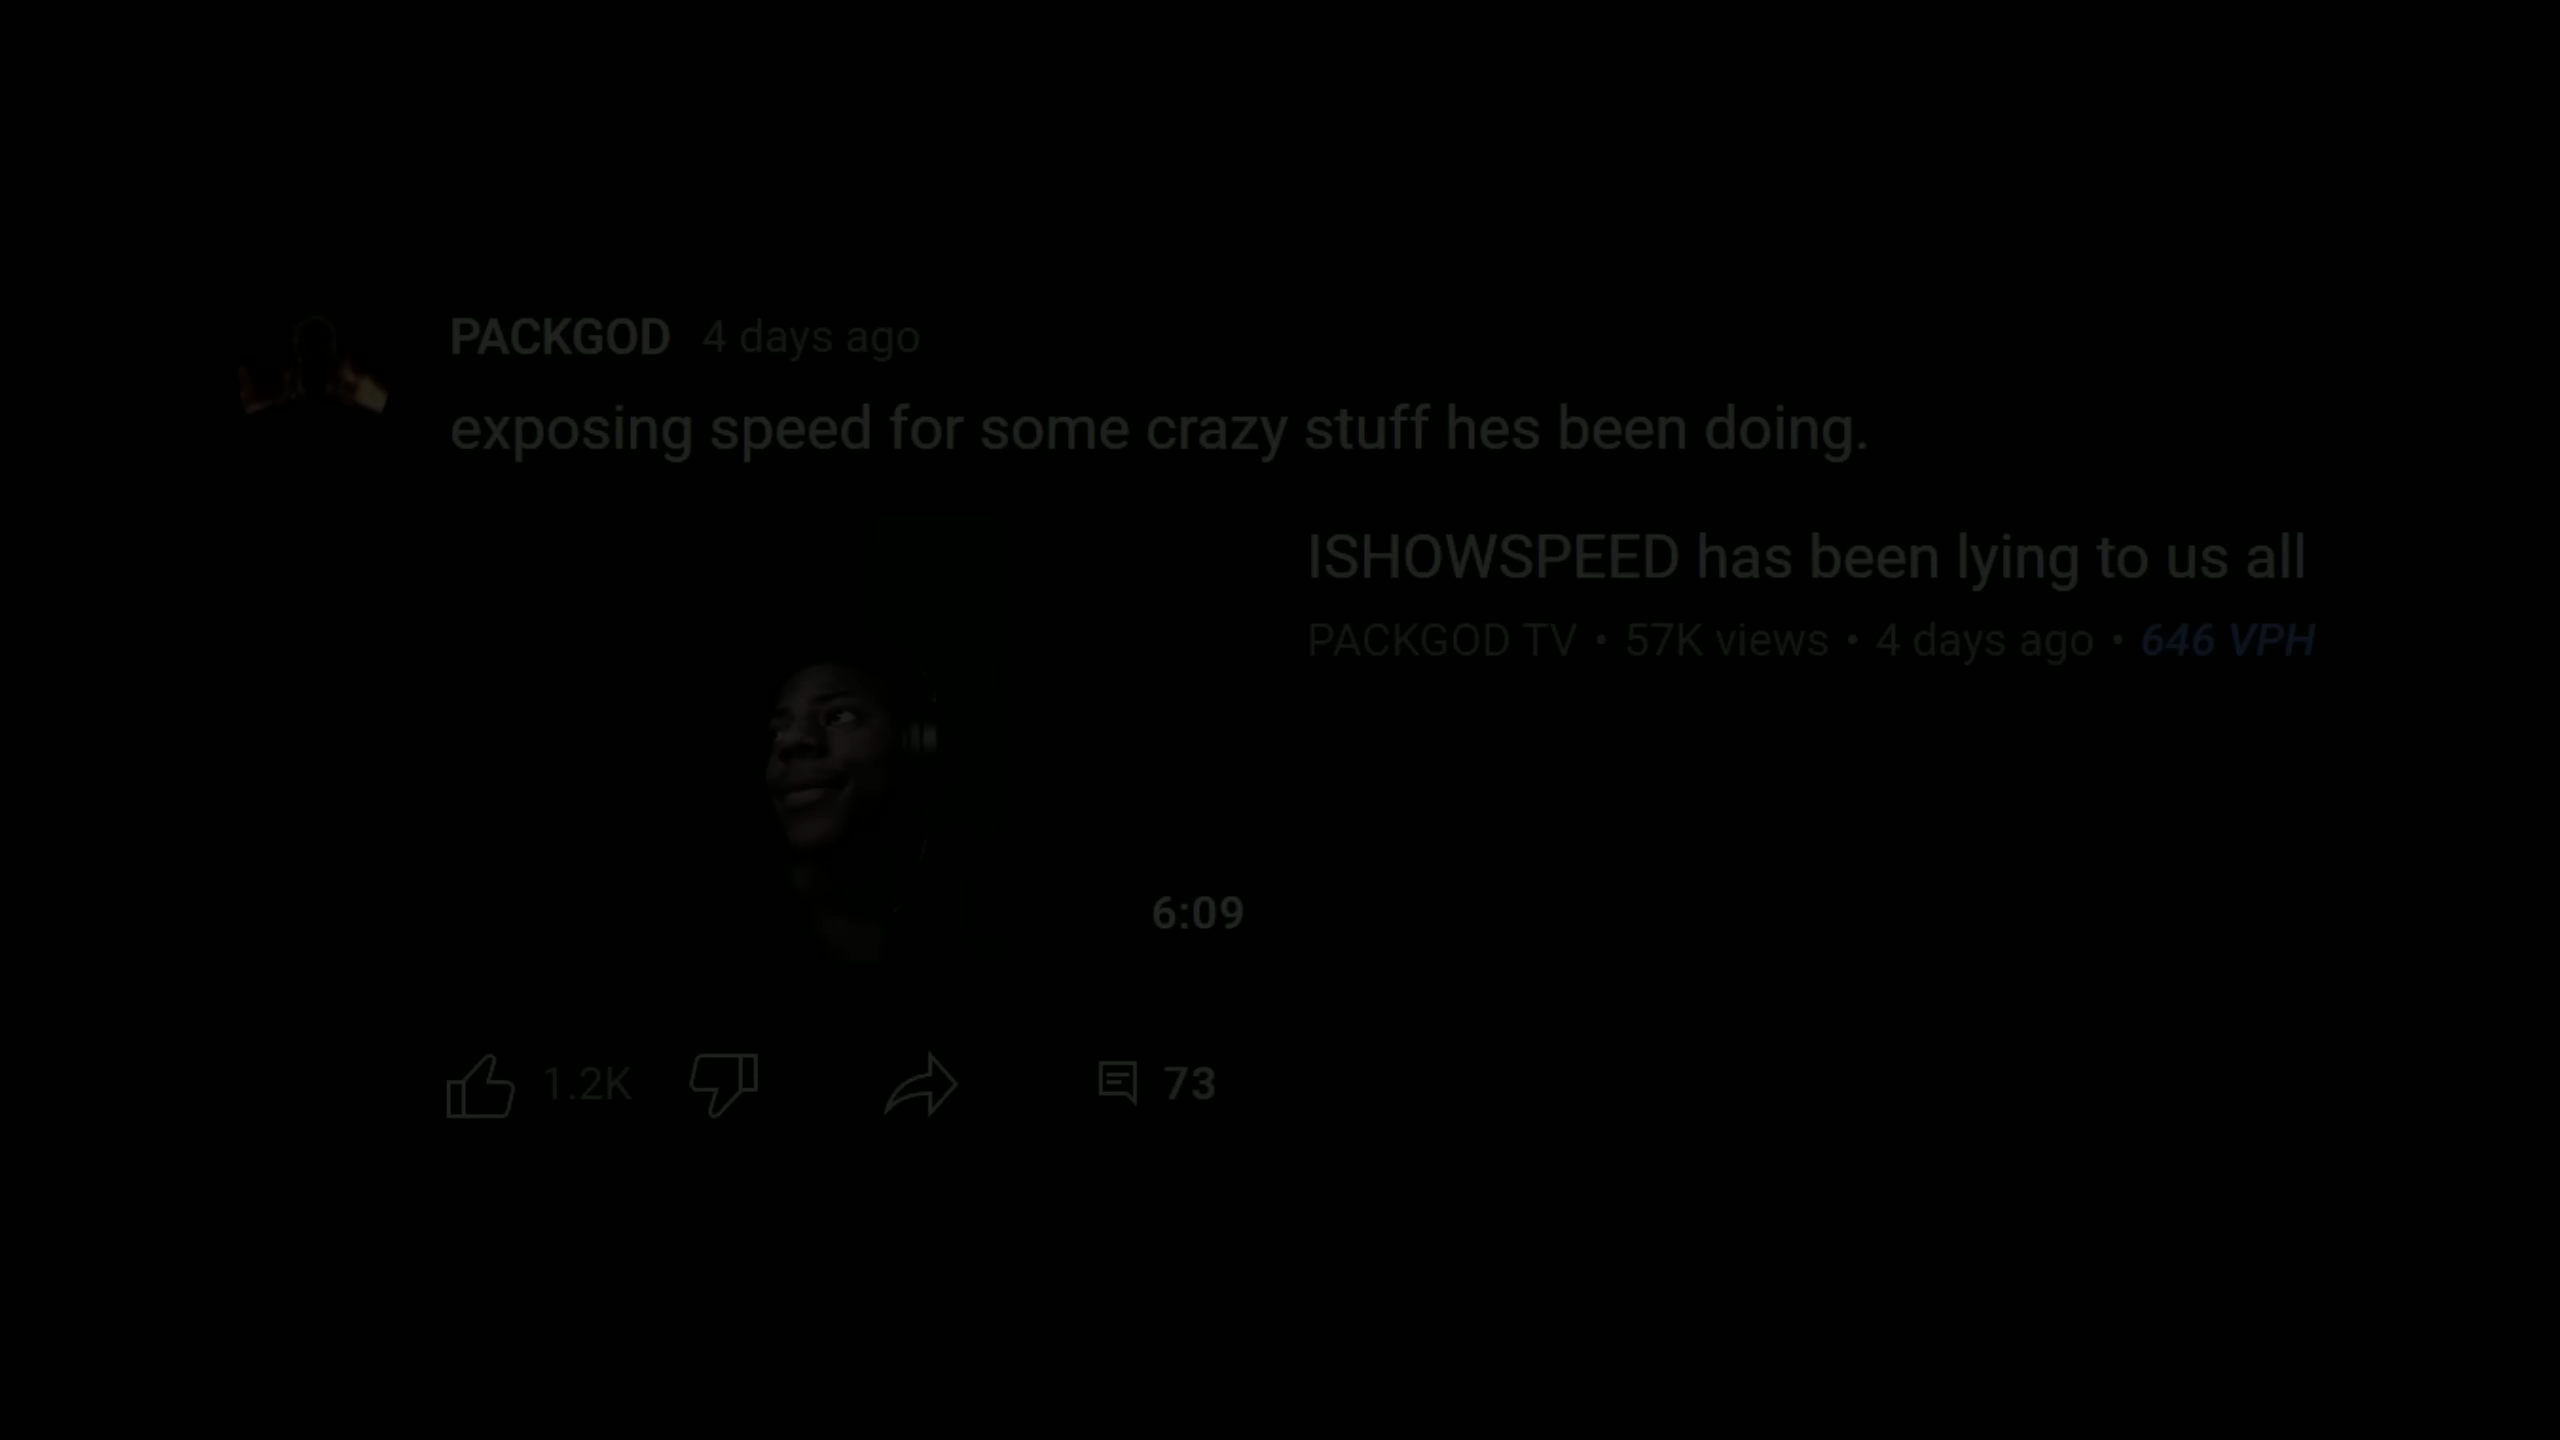 PACKGOD 4 days ago
exposing speed for some crazy stuff hes been doing.
ISHOWSPEED has been lying to us all
PACKGOD TV • 57K views • 4 days ago • 646 VPH
6:09
1.2K 73